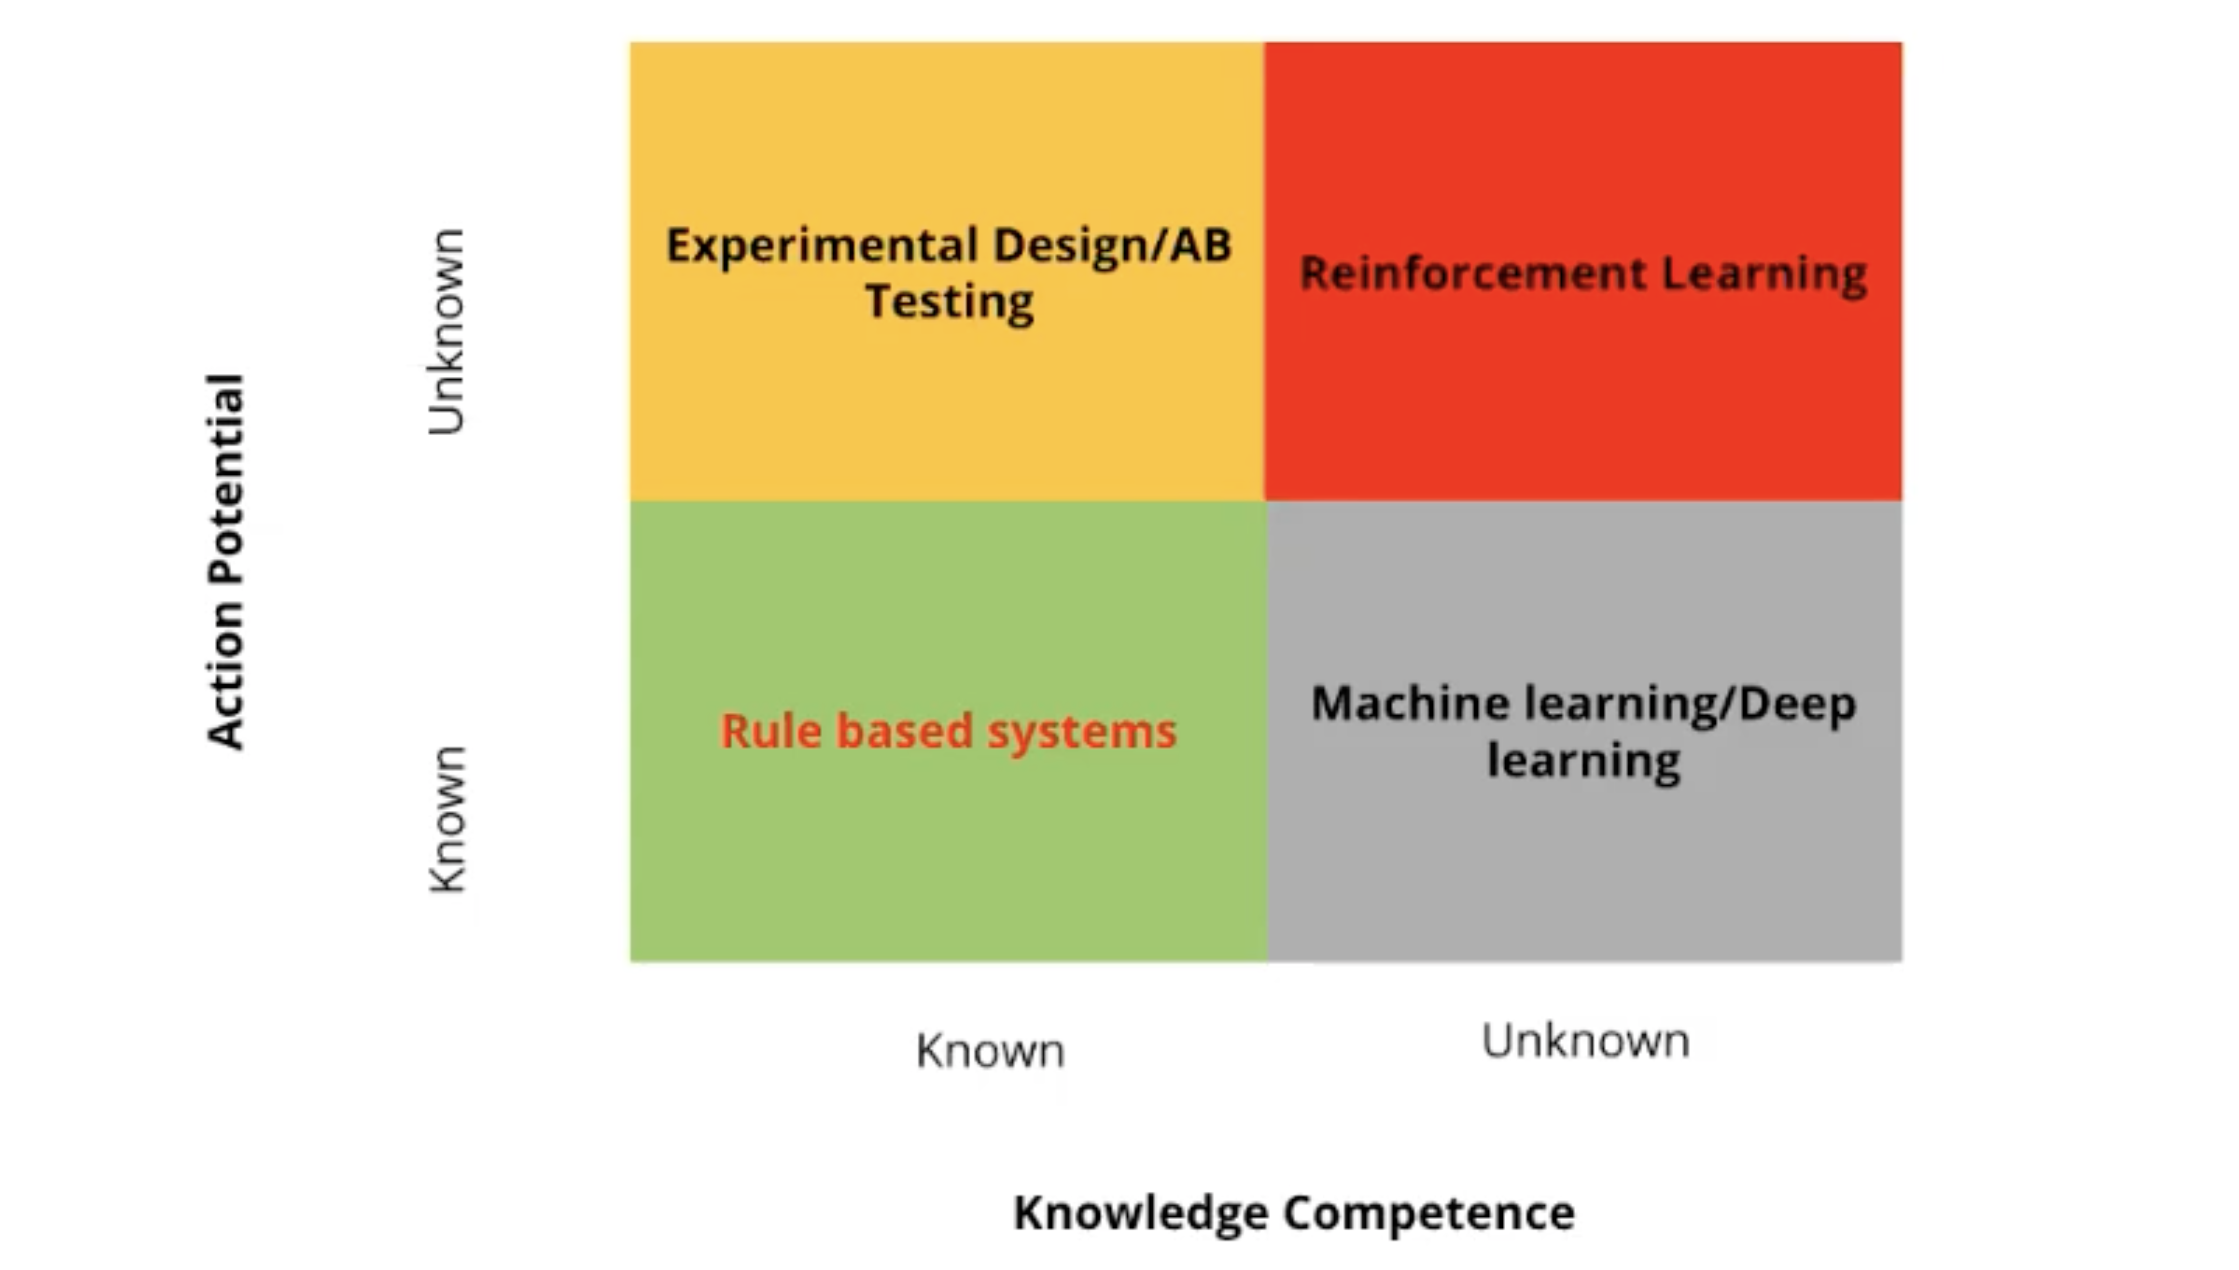 Experimental Design/AB
Testing
Reinforcement Learning
Unknown
Action Potential
Rule based systems
Machine learning/Deep
learning
Known
Known
Unknown
Knowledge Competence